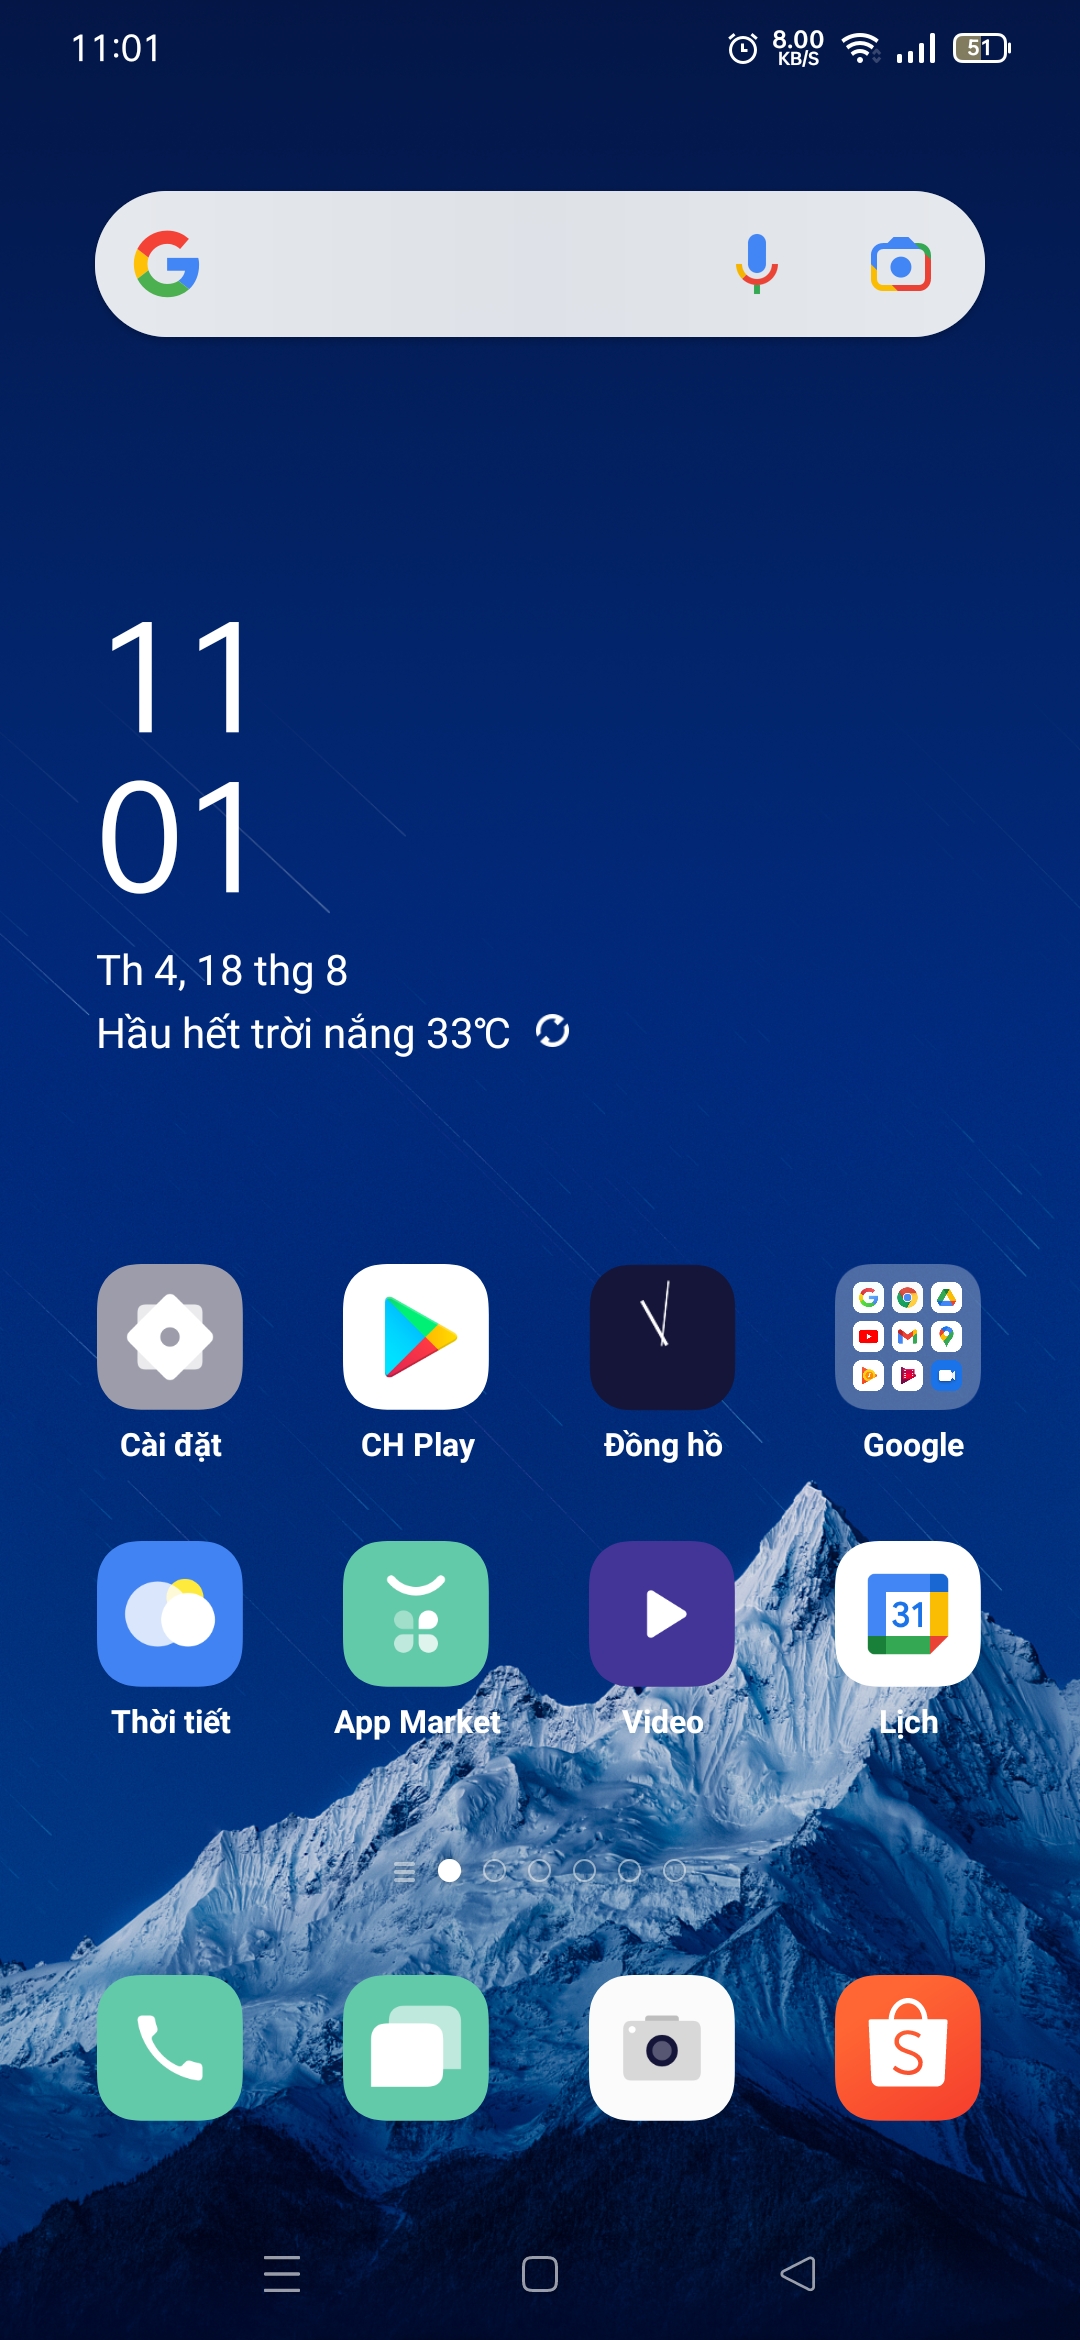 11:01
8.00
KB/S
51
11
01
Th 4, 18 thg 8
Hầu hết trời nắng 33°C
Cài đặt
CH Play
Đồng hồ
Google
31
Thời tiết
App Market
Video
Lịch